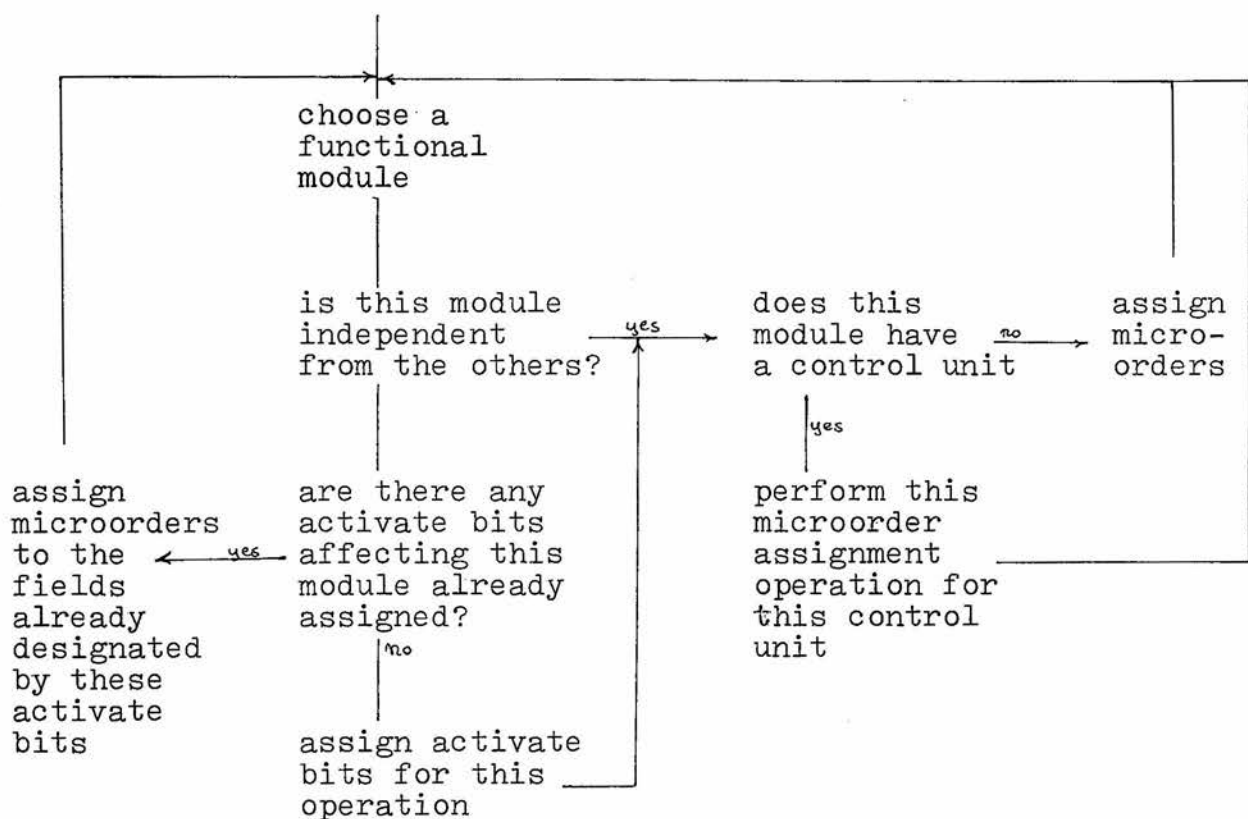 choose a
functional
module
is this module
independent
from the others?
yes
does this
module have
a control unit
no
assign
micro-
orders
yes
assign
microorders
to the
fields
already
designated
by these
activate
bits
yes
are there any
activate bits
affecting this
module already
assigned?
no
perform this
microorder
assignment
operation for
this control
unit
assign activate
bits for this
operation